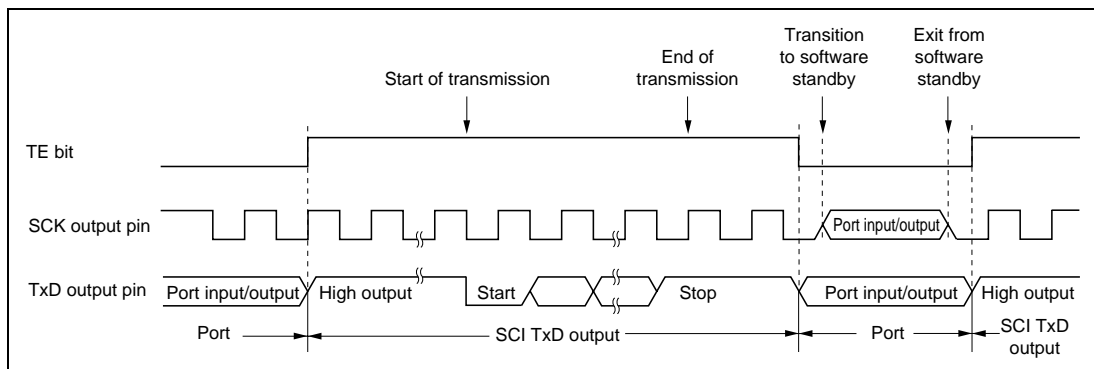 Transition
to software
standby
Exit from
software
standby
End of
transmission
Start of transmission
TE bit
SCK output pin
Port input/output
TxD output pin
Port input/output
High output
Start
Stop
Port input/output
High output
Port
SCI TxD output
Port
SCI TxD
output